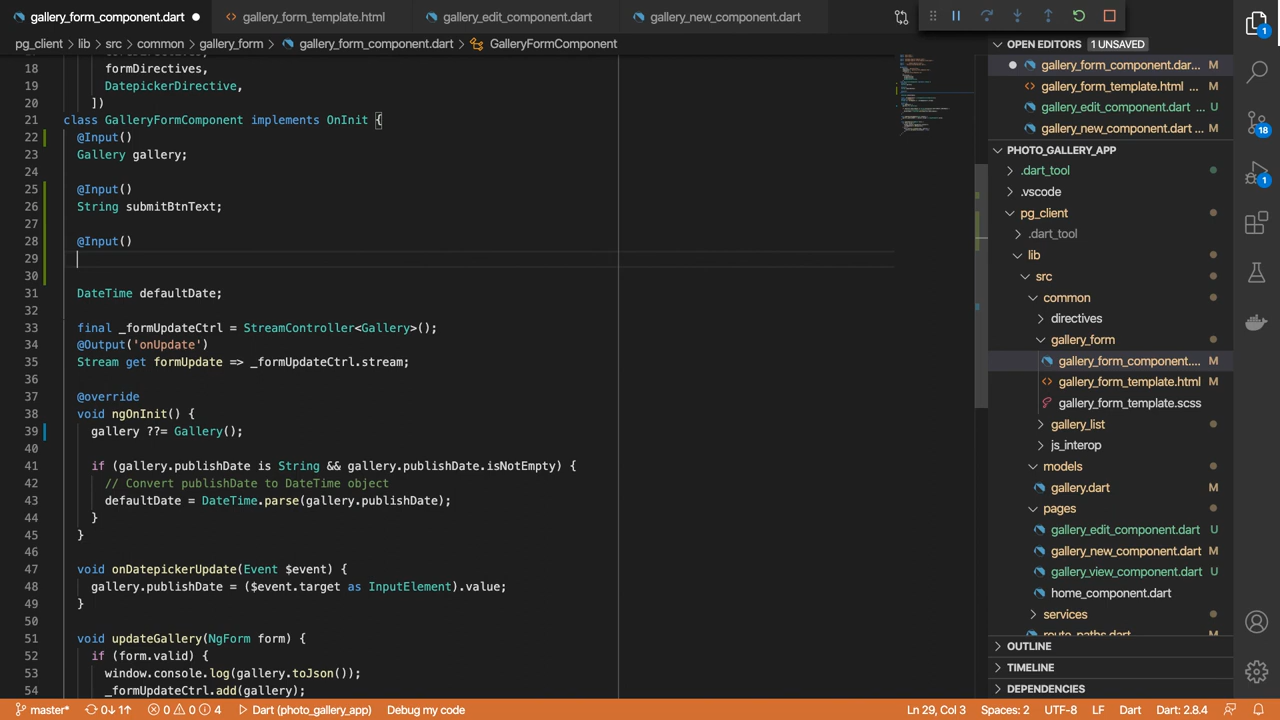 gallery_form_component.dart
gallery_form_template.html
gallery_edit_component.dart
gallery_new_component.dart
pg_client > lib > src > common > gallery_form > gallery_form_component.dart > GalleryFormComponent
18 formDirectives,
19 DatepickerDirective,
20 ])
21 class GalleryFormComponent implements OnInit {
22 @Input()
23 Gallery gallery;
24
25 @Input()
26 String submitBtnText;
27
28 @Input()
29
30
31 DateTime defaultDate;
32
33 final _formUpdateCtrl = StreamController<Gallery>();
34 @Output('onUpdate')
35 Stream get formUpdate => _formUpdateCtrl.stream;
36
37 @override
38 void ngOnInit() {
39 gallery ??= Gallery();
40
41 if (gallery.publishDate is String && gallery.publishDate.isNotEmpty) {
42 // Convert publishDate to DateTime object
43 defaultDate = DateTime.parse(gallery.publishDate);
44 }
45 }
46
47 void onDatepickerUpdate(Event $event) {
48 gallery.publishDate = ($event.target as InputElement).value;
49 }
50
51 void updateGallery(NgForm form) {
52 if (form.valid) {
53 window.console.log(gallery.toJson());
54 _formUpdateCtrl.add(gallery);
OPEN EDITORS 1 UNSAVED
gallery_form_component.dar... M
gallery_form_template.html ... M
gallery_edit_component.dart ... U
gallery_new_component.dart ... M
PHOTO_GALLERY_APP
.dart_tool
.vscode
pg_client
.dart_tool
lib
src
common
directives
gallery_form
gallery_form_component.... M
gallery_form_template.html M
gallery_form_template.scss
gallery_list
js_interop
models
gallery.dart M
pages
gallery_edit_component.dart U
gallery_new_component.dart M
gallery_view_component.dart U
home_component.dart
services
route_paths.dart M
OUTLINE
TIMELINE
DEPENDENCIES
1
18
1
master* 0↓ 1↑ 0 0 4 Dart (photo_gallery_app) Debug my code Ln 29, Col 3 Spaces: 2 UTF-8 LF Dart Dart: 2.8.4